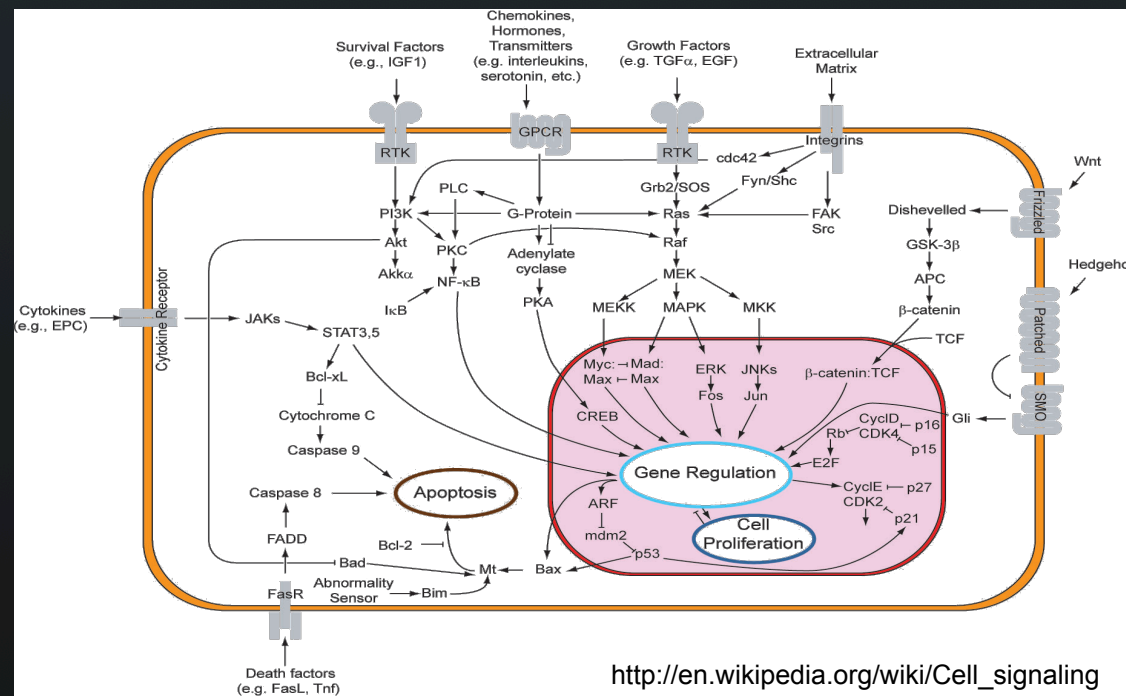 Chemokines,
Hormones,
Transmitters
(e.g. interleukins,
serotonin, etc.)
Survival Factors
(e.g., IGF1)
Growth Factors
(e.g. TGFα, EGF)
Extracellular
Matrix
RTK
GPCR
RTK
Integrins
cdc42
Wnt
Frizzled
Fyn/Shc
Grb2/SOS
PLC
PI3K
G-Protein
Ras
FAK
Src
Dishevelled
Akt
PKC
Raf
GSK-3β
Adenylate
cyclase
Akkα
NF-κB
MEK
APC
Hedgeho
IκB
PKA
MEKK
MAPK
MKK
β-catenin
TCF
Patched
Cytokines
(e.g., EPC)
Cytokine Receptor
JAKs
STAT3,5
Myc:
Max
Mad:
Max
ERK
Fos
JNKs
Jun
β-catenin:TCF
SMO
Gli
Bcl-xL
Cytochrome C
Caspase 9
CREB
Rb
E2F
CyclD
CDK4
p16
p15
Gene Regulation
Apoptosis
Caspase 8
FADD
FasR
ARF
mdm2
p53
CyclE
CDK2
p27
p21
Cell
Proliferation
Bcl-2
Bad
Mt
Bax
Abnormality
Sensor
Bim
Death factors
(e.g. FasL, Tnf)
http://en.wikipedia.org/wiki/Cell_signaling